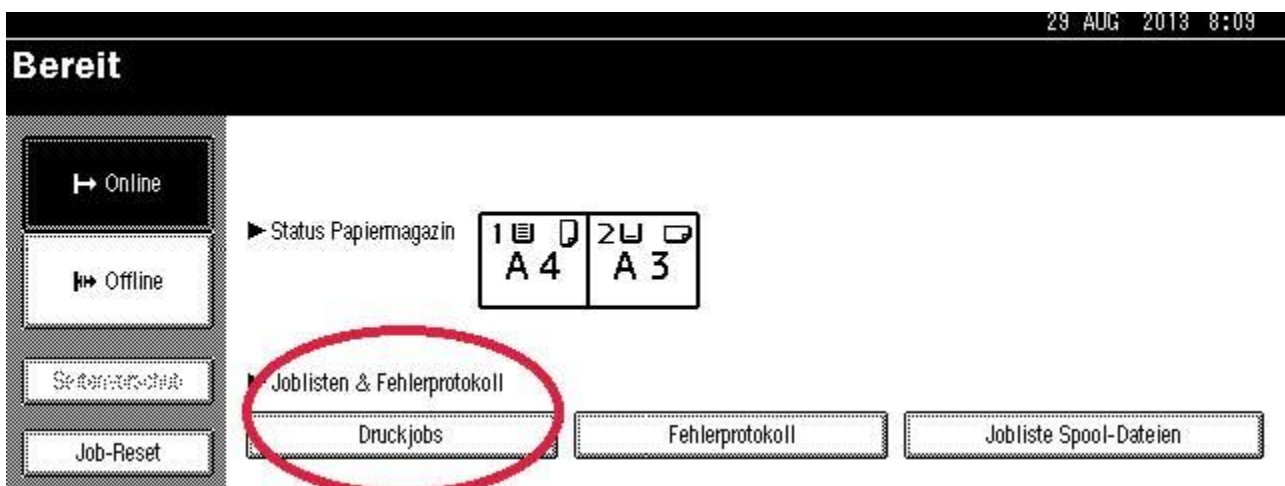 29 AUG 2013 8:09
Bereit
Online
Offline
Seitenvorschub
Job-Reset
Status Papiermagazin
1 2
A 4 A 3
Joblisten & Fehlerprotokoll
Druckjobs Fehlerprotokoll Jobliste Spool-Dateien